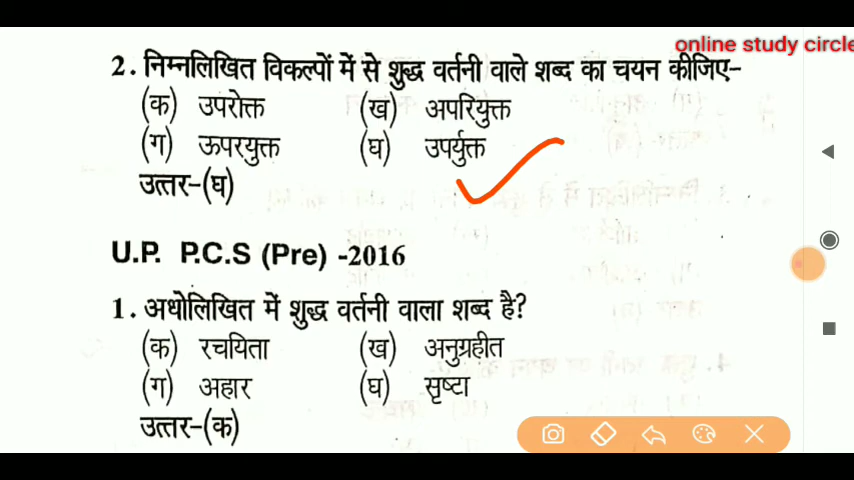 online study circle
2. निम्नलिखित विकल्पों में से शुद्ध वर्तनी वाले शब्द का चयन कीजिए-
(क) उपरोक्त (ख) अपरियुक्त
(ग) ऊपरयुक्त (घ) उपर्युक्त
उत्तर-(घ)
U.P. P.C.S (Pre) -2016
1. अधोलिखित में शुद्ध वर्तनी वाला शब्द है?
(क) रचयिता (ख) अनुग्रहीत
(ग) अहार (घ) सृष्टा
उत्तर-(क)